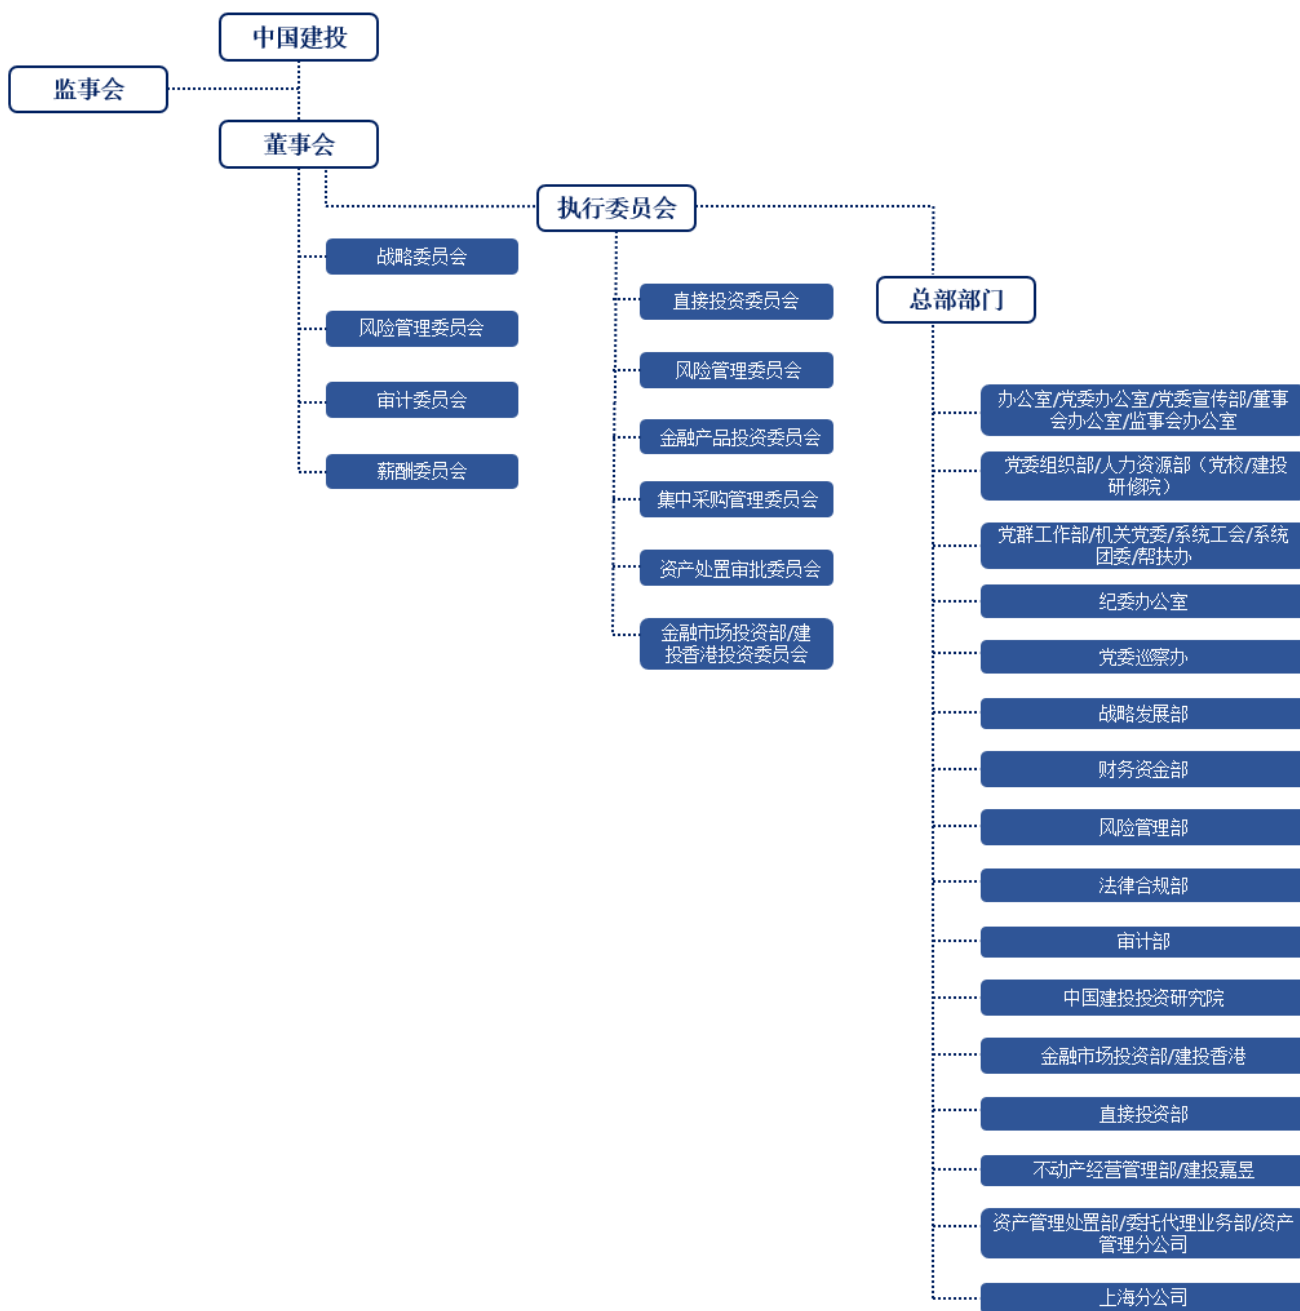 中国建投
监事会
董事会
执行委员会
战略委员会
风险管理委员会
审计委员会
薪酬委员会
直接投资委员会
风险管理委员会
金融产品投资委员会
集中采购管理委员会
资产处置审批委员会
金融市场投资部/建
投香港投资委员会
总部部门
办公室/党委办公室/党委宣传部/董事
会办公室/监事会办公室
党委组织部/人力资源部（党校/建投
研修院）
党群工作部/机关党委/系统工会/系统
团委/帮扶办
纪委办公室
党委巡察办
战略发展部
财务资金部
风险管理部
法律合规部
审计部
中国建投投资研究院
金融市场投资部/建投香港
直接投资部
不动产经营管理部/建投嘉昱
资产管理处置部/委托代理业务部/资产
管理分公司
上海分公司